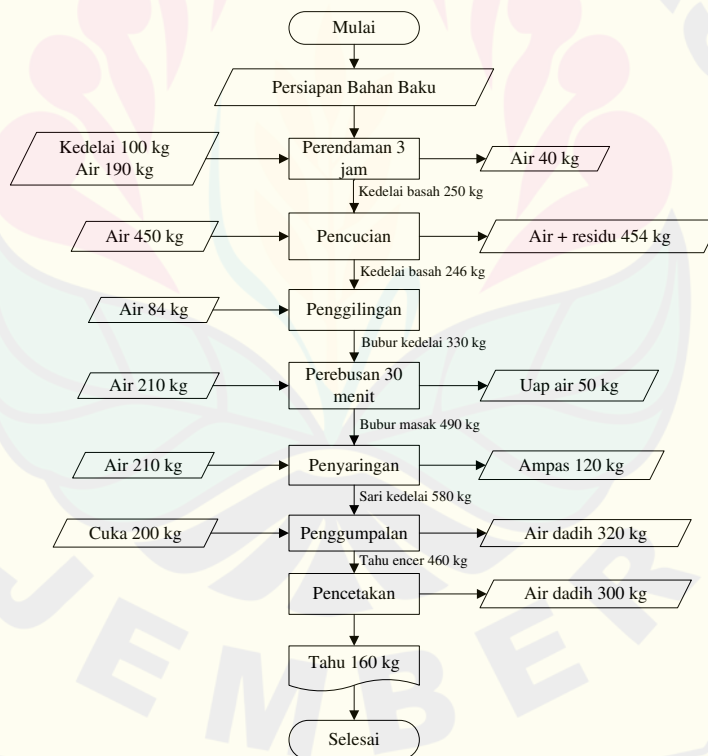 Mulai
Persiapan Bahan Baku
Kedelai 100 kg
Air 190 kg
Perendaman 3
jam
Air 40 kg
Kedelai basah 250 kg
Air 450 kg
Pencucian
Air + residu 454 kg
Kedelai basah 246 kg
Air 84 kg
Penggilingan
Bubur kedelai 330 kg
Air 210 kg
Perebusan 30
menit
Uap air 50 kg
Bubur masak 490 kg
Air 210 kg
Penyaringan
Ampas 120 kg
Sari kedelai 580 kg
Cuka 200 kg
Penggumpalan
Air dadih 320 kg
Tahu encer 460 kg
Pencetakan
Air dadih 300 kg
Tahu 160 kg
Selesai
JEMBER